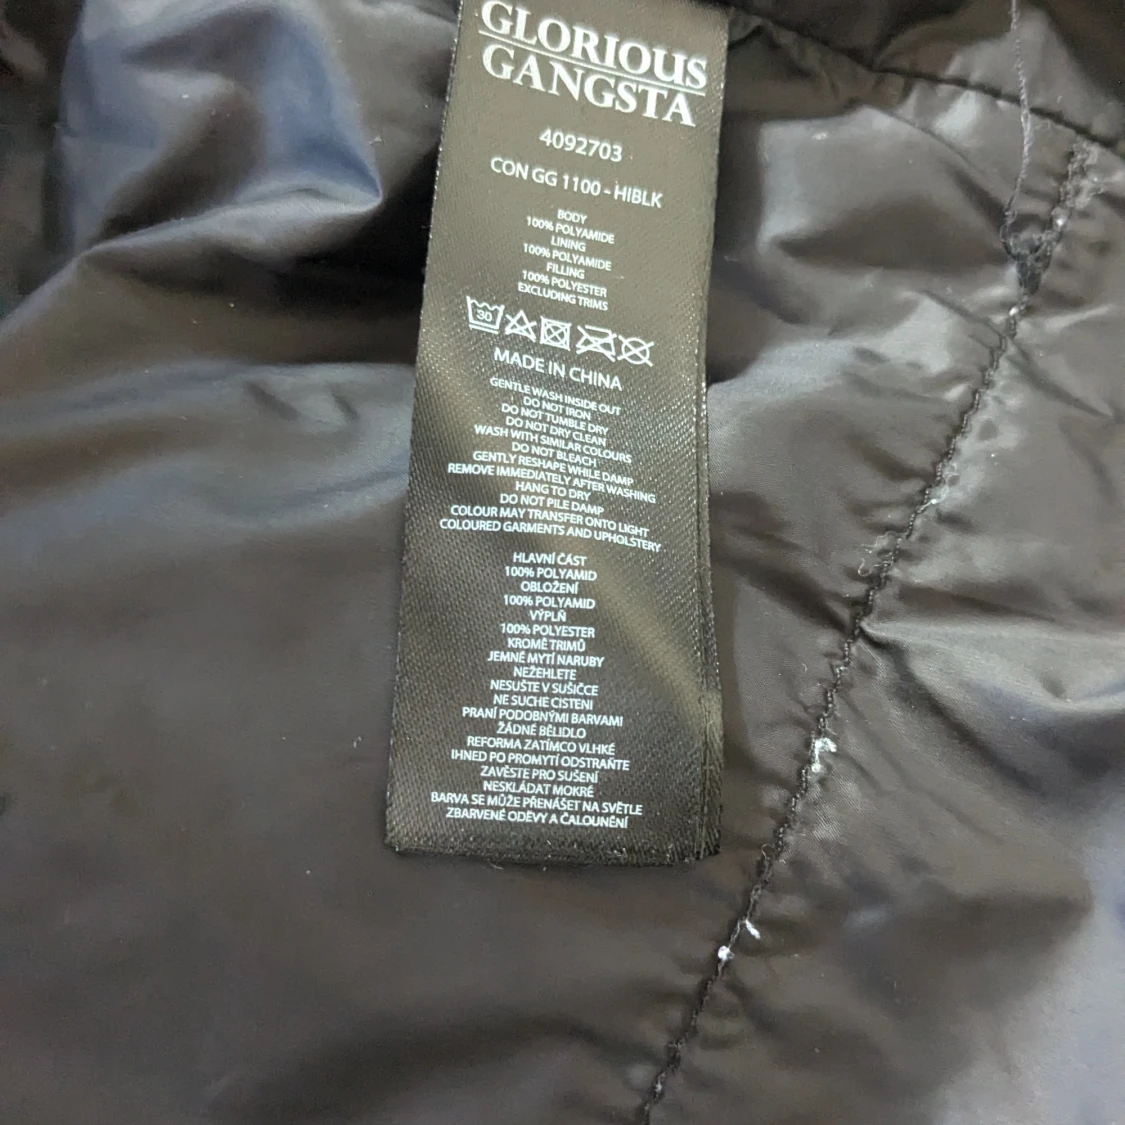 GLORIOUS
GANGSTA
4092703
CON GG 1100 - HIBLK
BODY
100% POLYAMIDE
LINING
100% POLYAMIDE
FILLING
100% POLYESTER
EXCLUDING TRIMS
30
MADE IN CHINA
GENTLE WASH INSIDE OUT
DO NOT IRON
DO NOT TUMBLE DRY
DO NOT DRY CLEAN
WASH WITH SIMILAR COLOURS
DO NOT BLEACH
GENTLY RESHAPE WHILE DAMP
REMOVE IMMEDIATELY AFTER WASHING
HANG TO DRY
DO NOT PILE DAMP
COLOUR MAY TRANSFER ONTO LIGHT
COLOURED GARMENTS AND UPHOLSTERY
HLAVNÍ ČÁST
100% POLYAMID
OBLOŽENÍ
100% POLYAMID
VÝPLŇ
100% POLYESTER
KROMĚ TRIMŮ
JEMNÉ MYTÍ NARUBY
NEŽEHLETE
NESUŠTE V SUŠIČCE
NE SUCHE CISTENI
PRANÍ PODOBNÝMI BARVAMI
ŽÁDNÉ BĚLIDLO
REFORMA ZATÍMCO VLHKÉ
IHNED PO PROMYTÍ ODSTRAŇTE
ZAVĚSTE PRO SUŠENÍ
NESKLÁDAT MOKRÉ
BARVA SE MŮŽE PŘENÁŠET NA SVĚTLE
ZBARVENÉ ODĚVY A ČALOUNĚNÍ